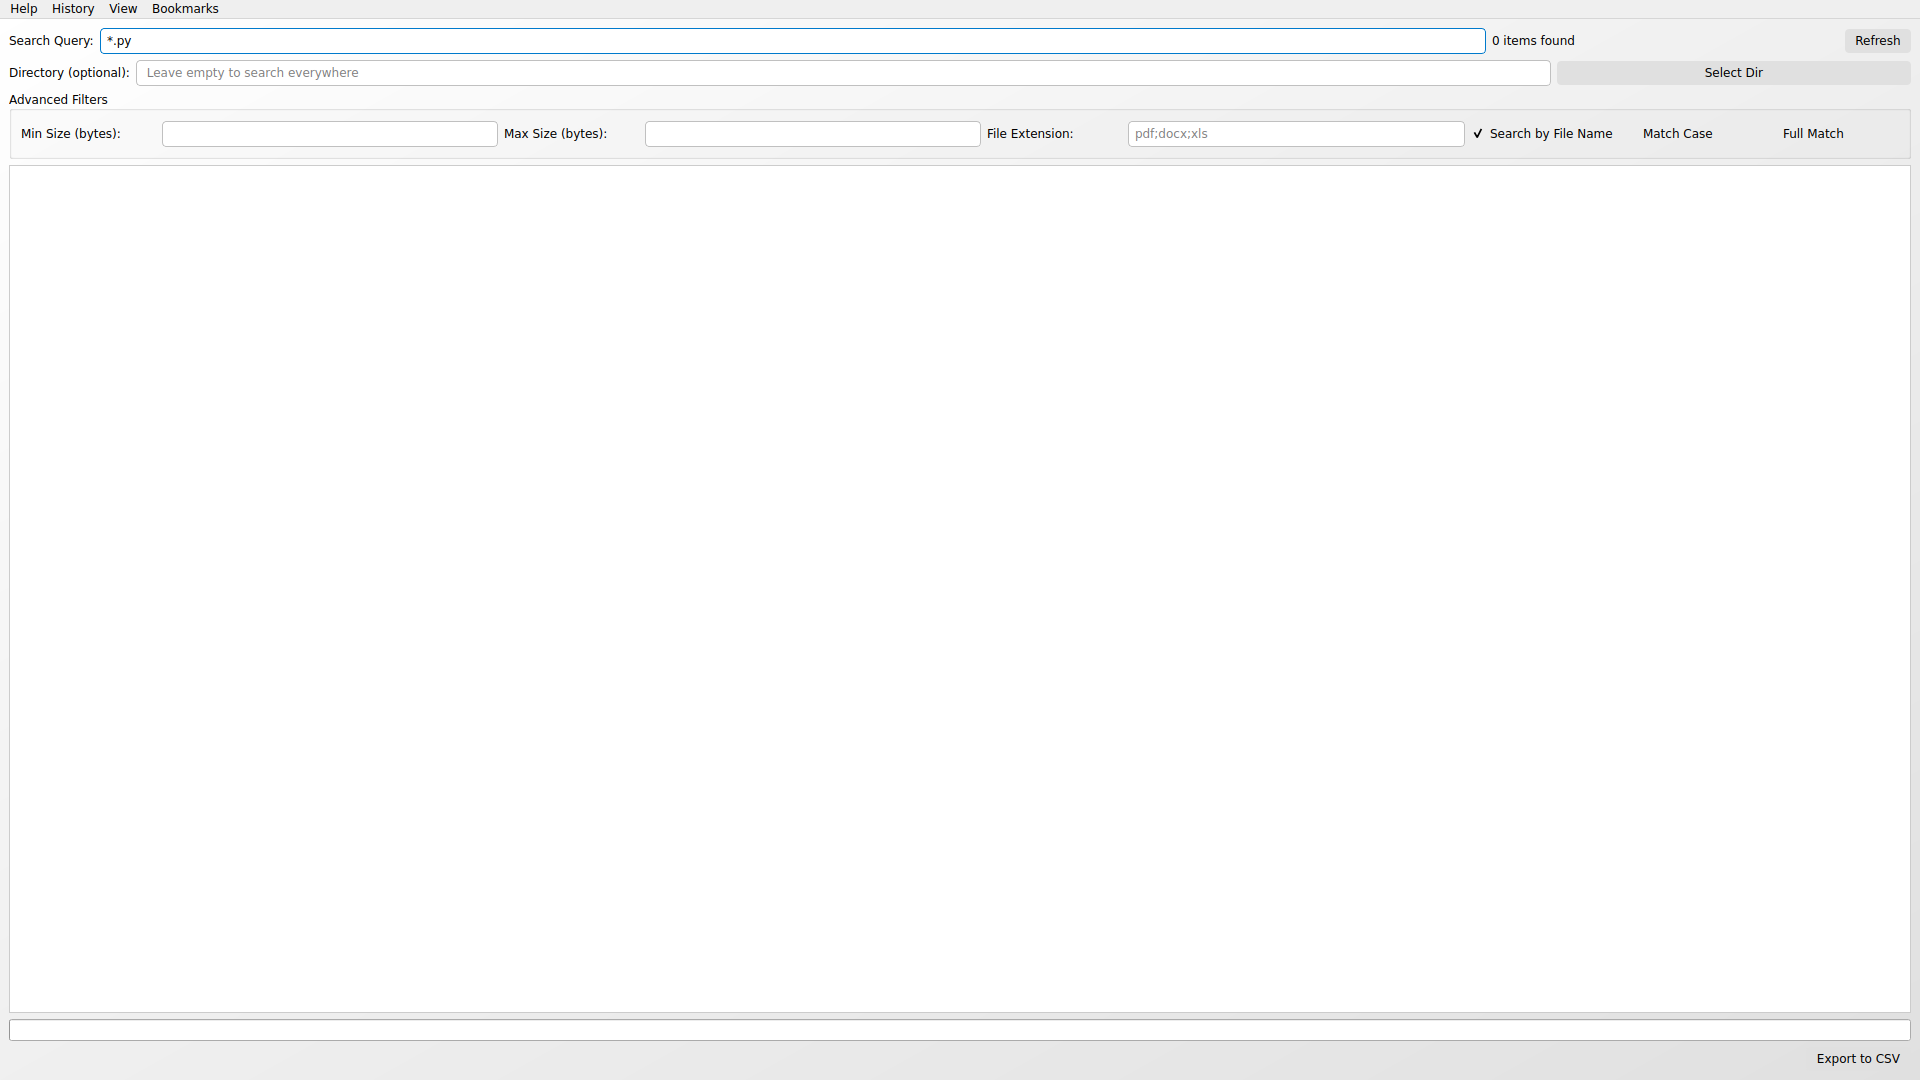 Help History View Bookmarks
Search Query: *.py 0 items found Refresh
Directory (optional): Leave empty to search everywhere Select Dir
Advanced Filters
Min Size (bytes): Max Size (bytes): File Extension: pdf;docx;xls ✓ Search by File Name Match Case Full Match
Export to CSV